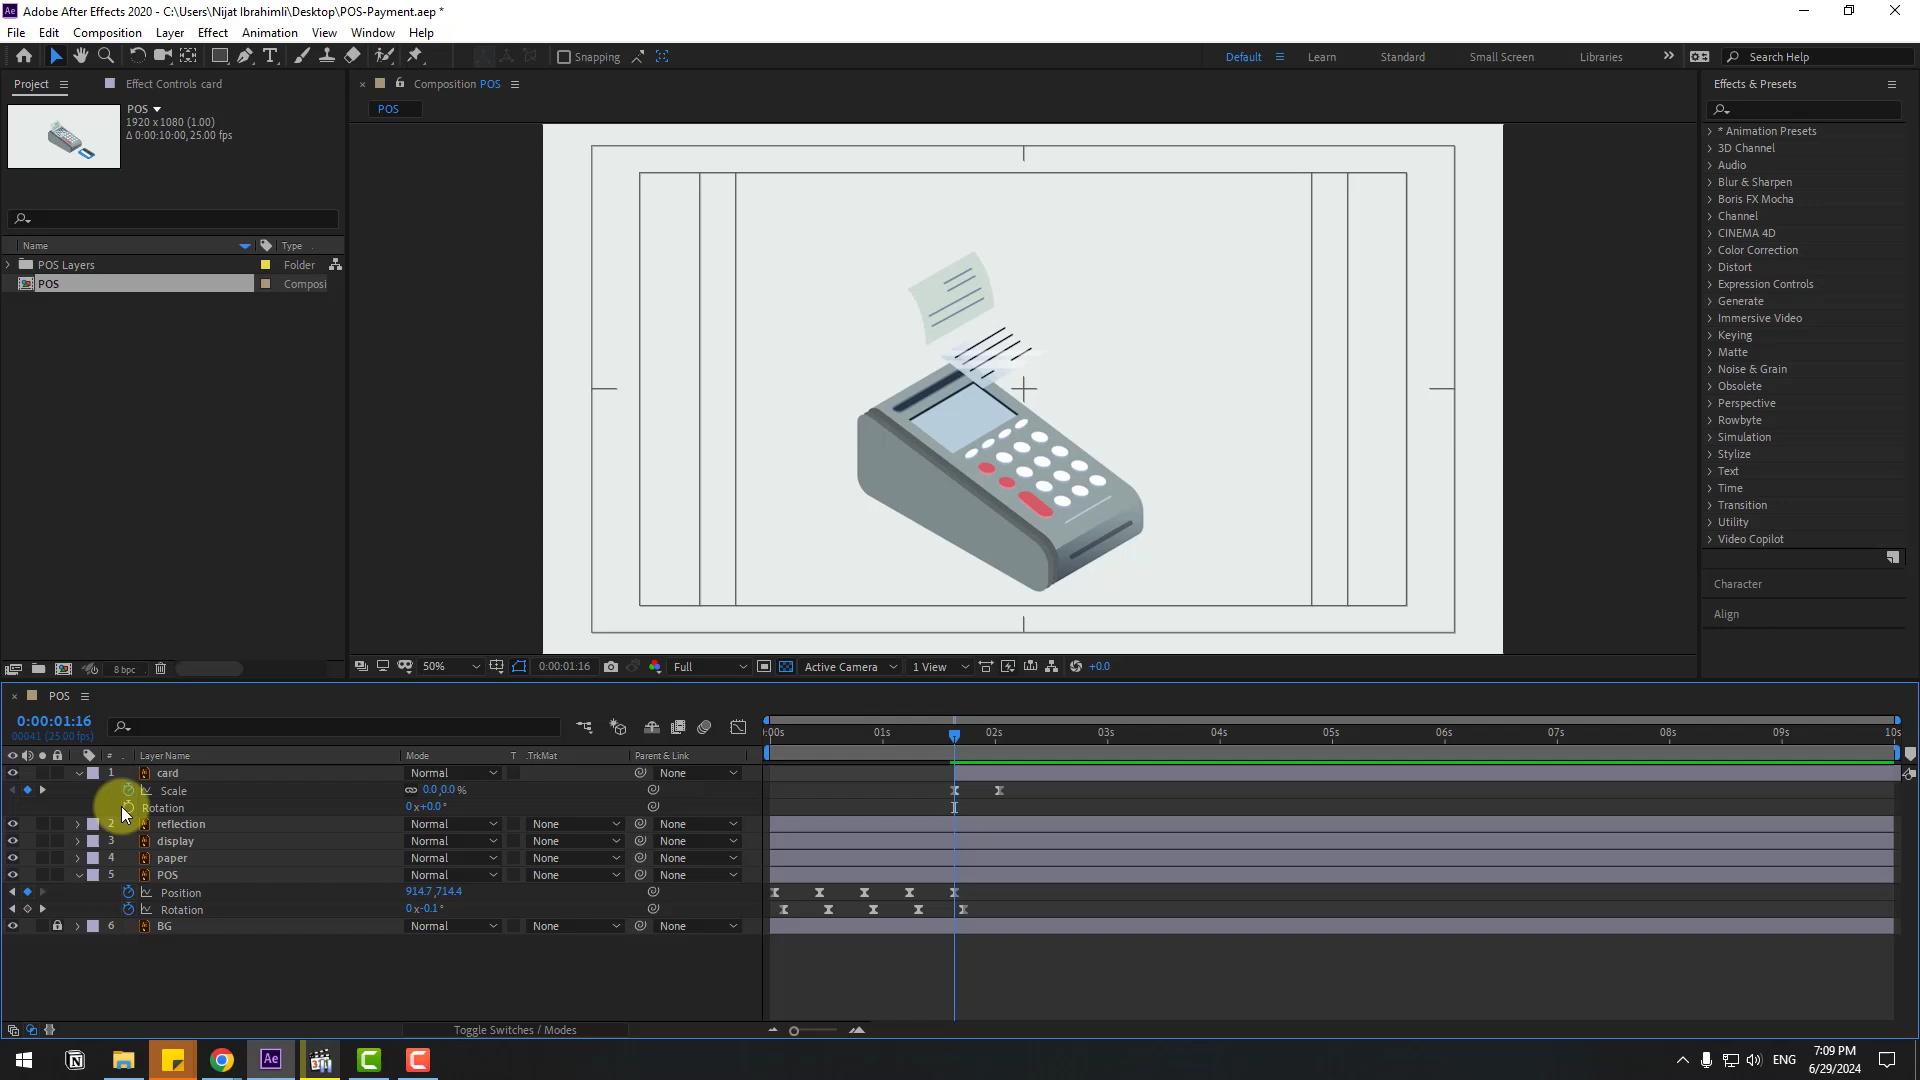 Adobe After Effects 2020 - C:\Users\Nijat Ibrahimli\Desktop\POS-Payment.aep *
File Edit Composition Layer Effect Animation View Window Help
Snapping Default Learn Standard Small Screen Libraries Search Help
Project Effect Controls card
Composition POS
Effects & Presets
POS
POS
1920 x 1080 (1.00)
Δ 0:00:10:00, 25.00 fps
* Animation Presets
3D Channel
Audio
Blur & Sharpen
Boris FX Mocha
Channel
CINEMA 4D
Color Correction
Distort
Expression Controls
Generate
Immersive Video
Keying
Matte
Noise & Grain
Obsolete
Perspective
Rowbyte
Simulation
Stylize
Text
Time
Transition
Utility
Video Copilot
Character
Align
Name Type
POS Layers Folder
POS Composi
8 bpc
50% 0:00:01:16 Full Active Camera 1 View +0.0
POS
0:00:01:16
00041 (25.00 fps)
:00s 01s 02s 03s 04s 05s 06s 07s 08s 09s 10s
# Layer Name Mode T .TrkMat Parent & Link
1 card Normal None
Scale 0.0,0.0%
Rotation 0x+0.0°
2 reflection Normal None None
3 display Normal None None
4 paper Normal None None
5 POS Normal None None
Position 914.7,714.4
Rotation 0x-0.1°
6 BG Normal None None
Toggle Switches / Modes
Ae
ENG
7:09 PM
6/29/2024